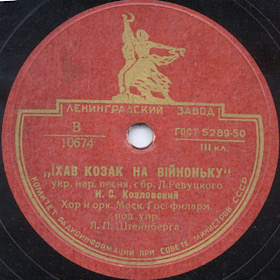 ЛЕНИНГРАДСКИЙ ЗАВОД
В
10674
ГОСТ 5289-50
III кл.
„ЇХАВ КОЗАК НА ВІЙНОНЬКУ“
укр. нар. песня, обр. Л. Ревуцкого
И. С. Козловский
Хор и орк. Моск. Гос. филарм.
под упр.
Л. П. Штейнберга
КОМИТЕТ РАДИОИНФОРМАЦИИ ПРИ СОВЕТЕ МИНИСТРОВ СССР